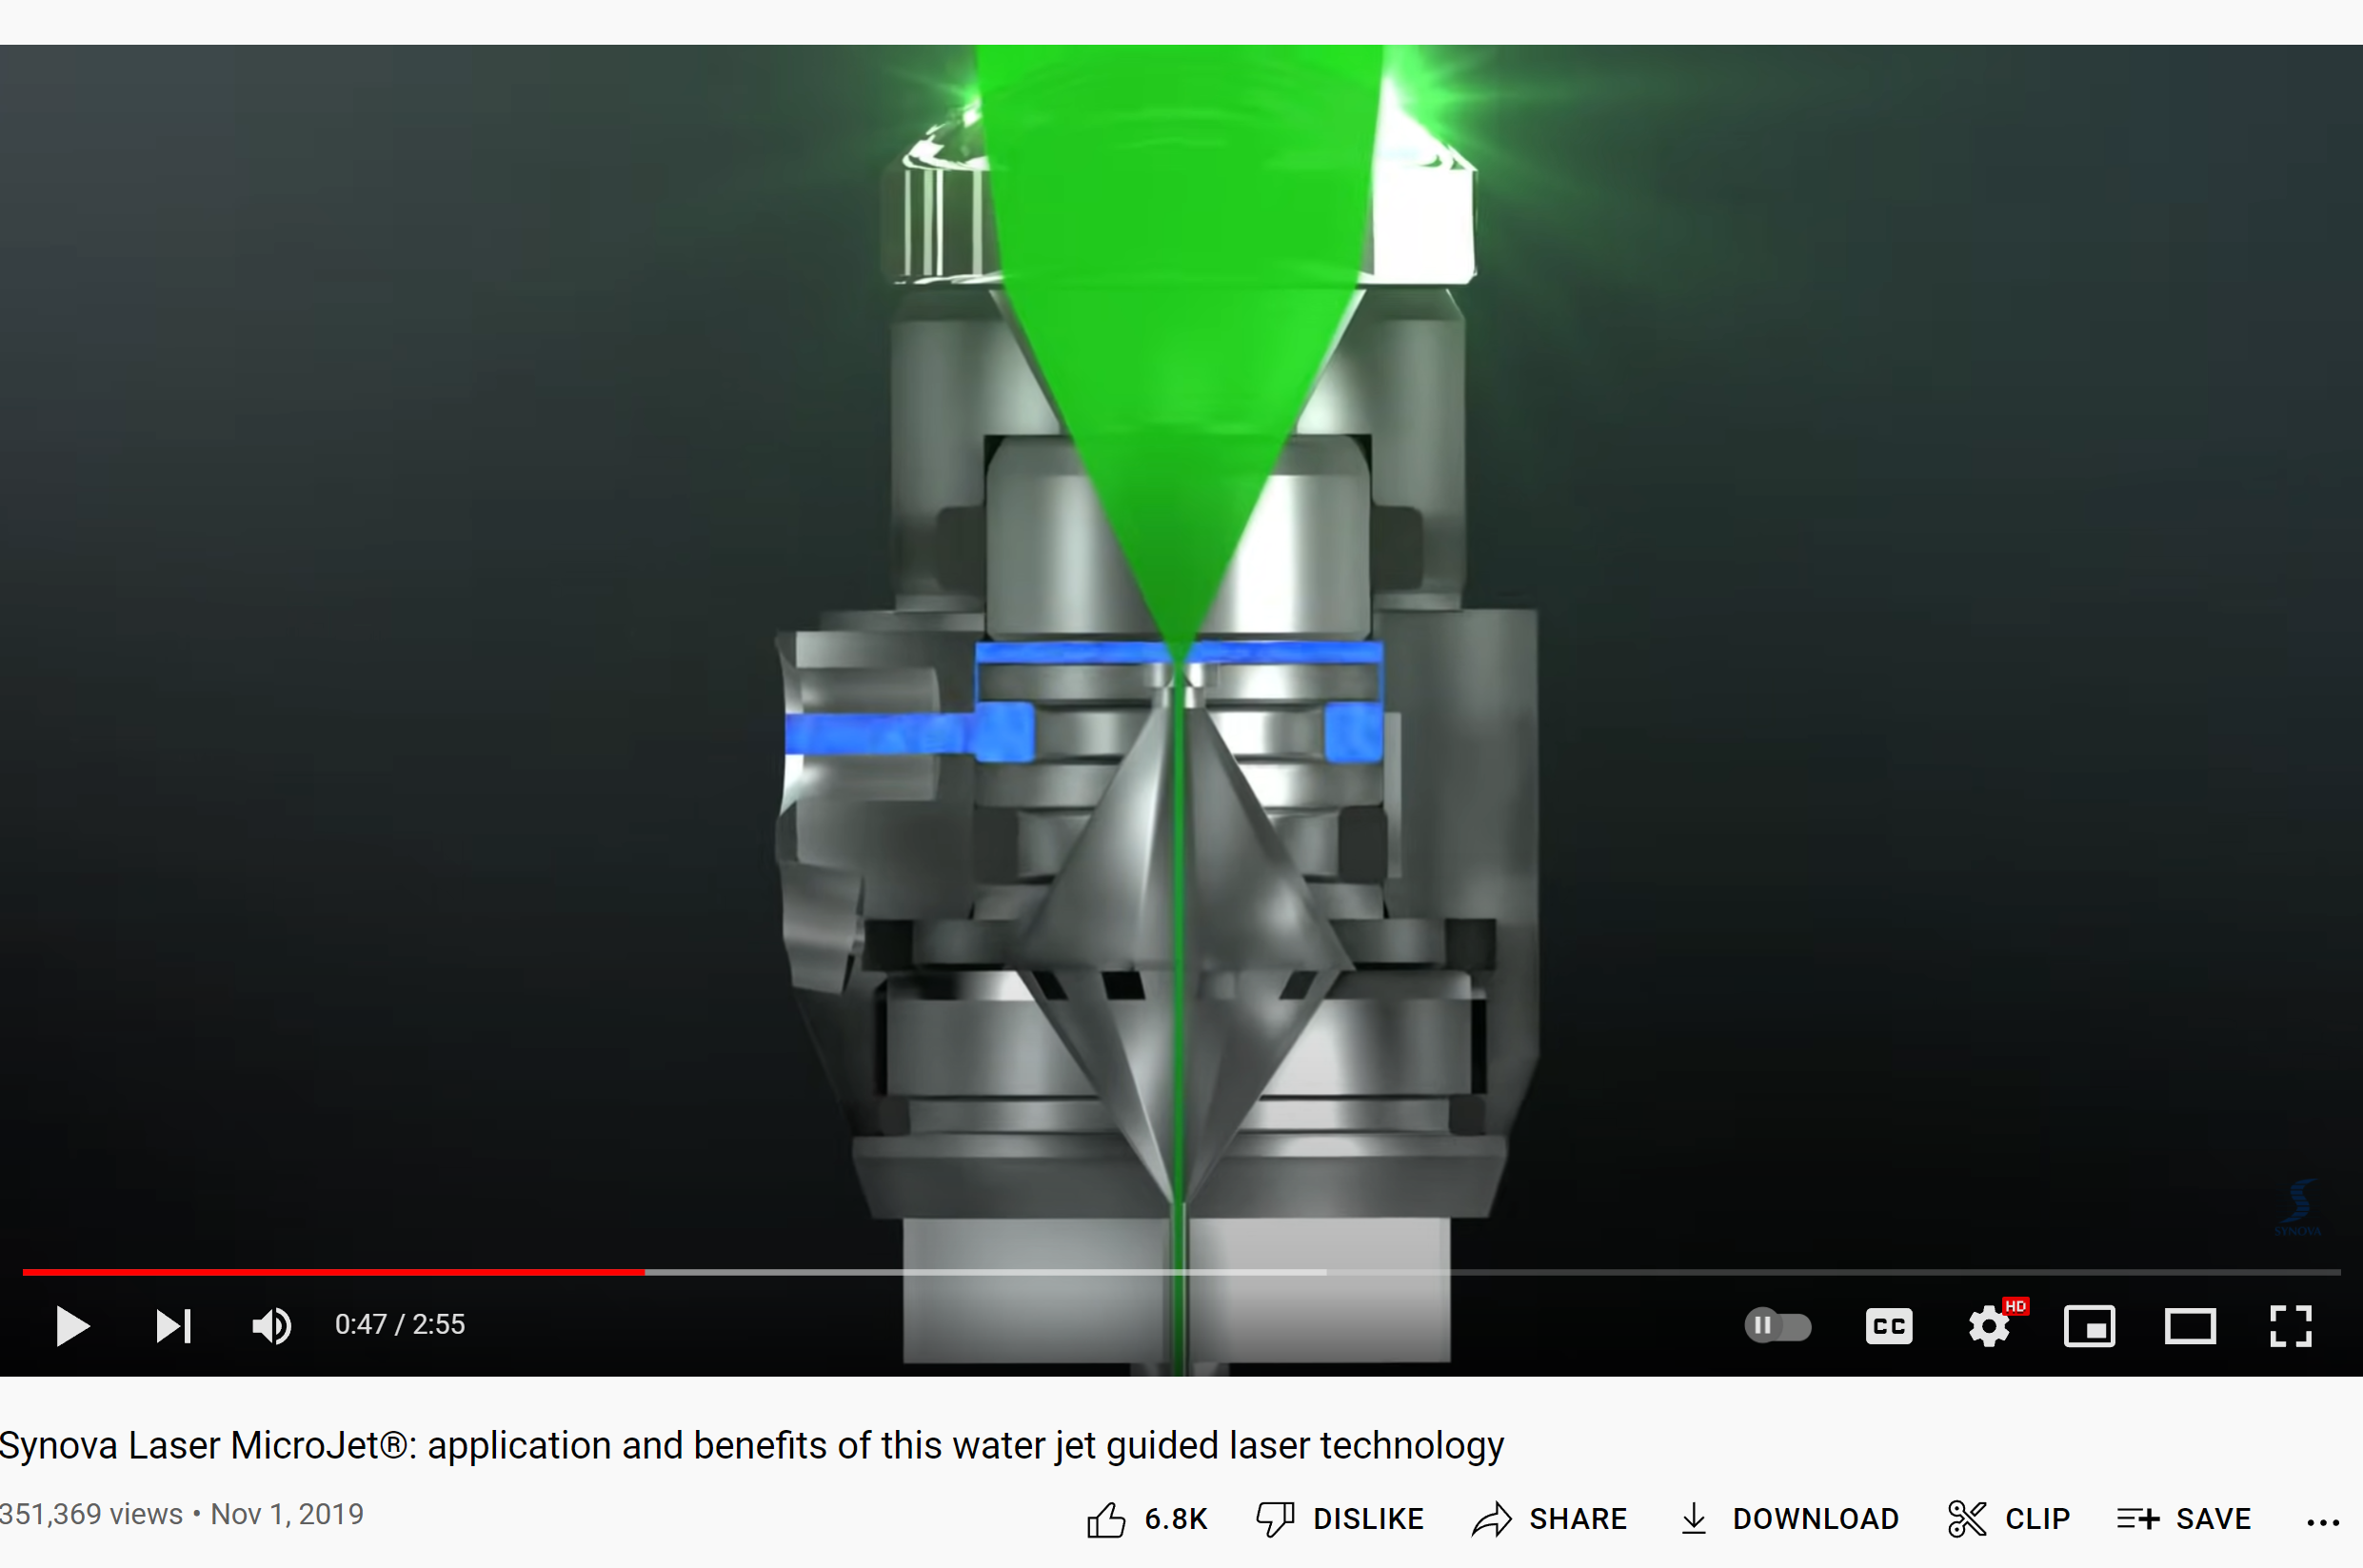 SYNOVA
0:47 / 2:55
CC
HD
Synova Laser MicroJet®: application and benefits of this water jet guided laser technology
351,369 views • Nov 1, 2019
6.8K DISLIKE SHARE DOWNLOAD CLIP SAVE